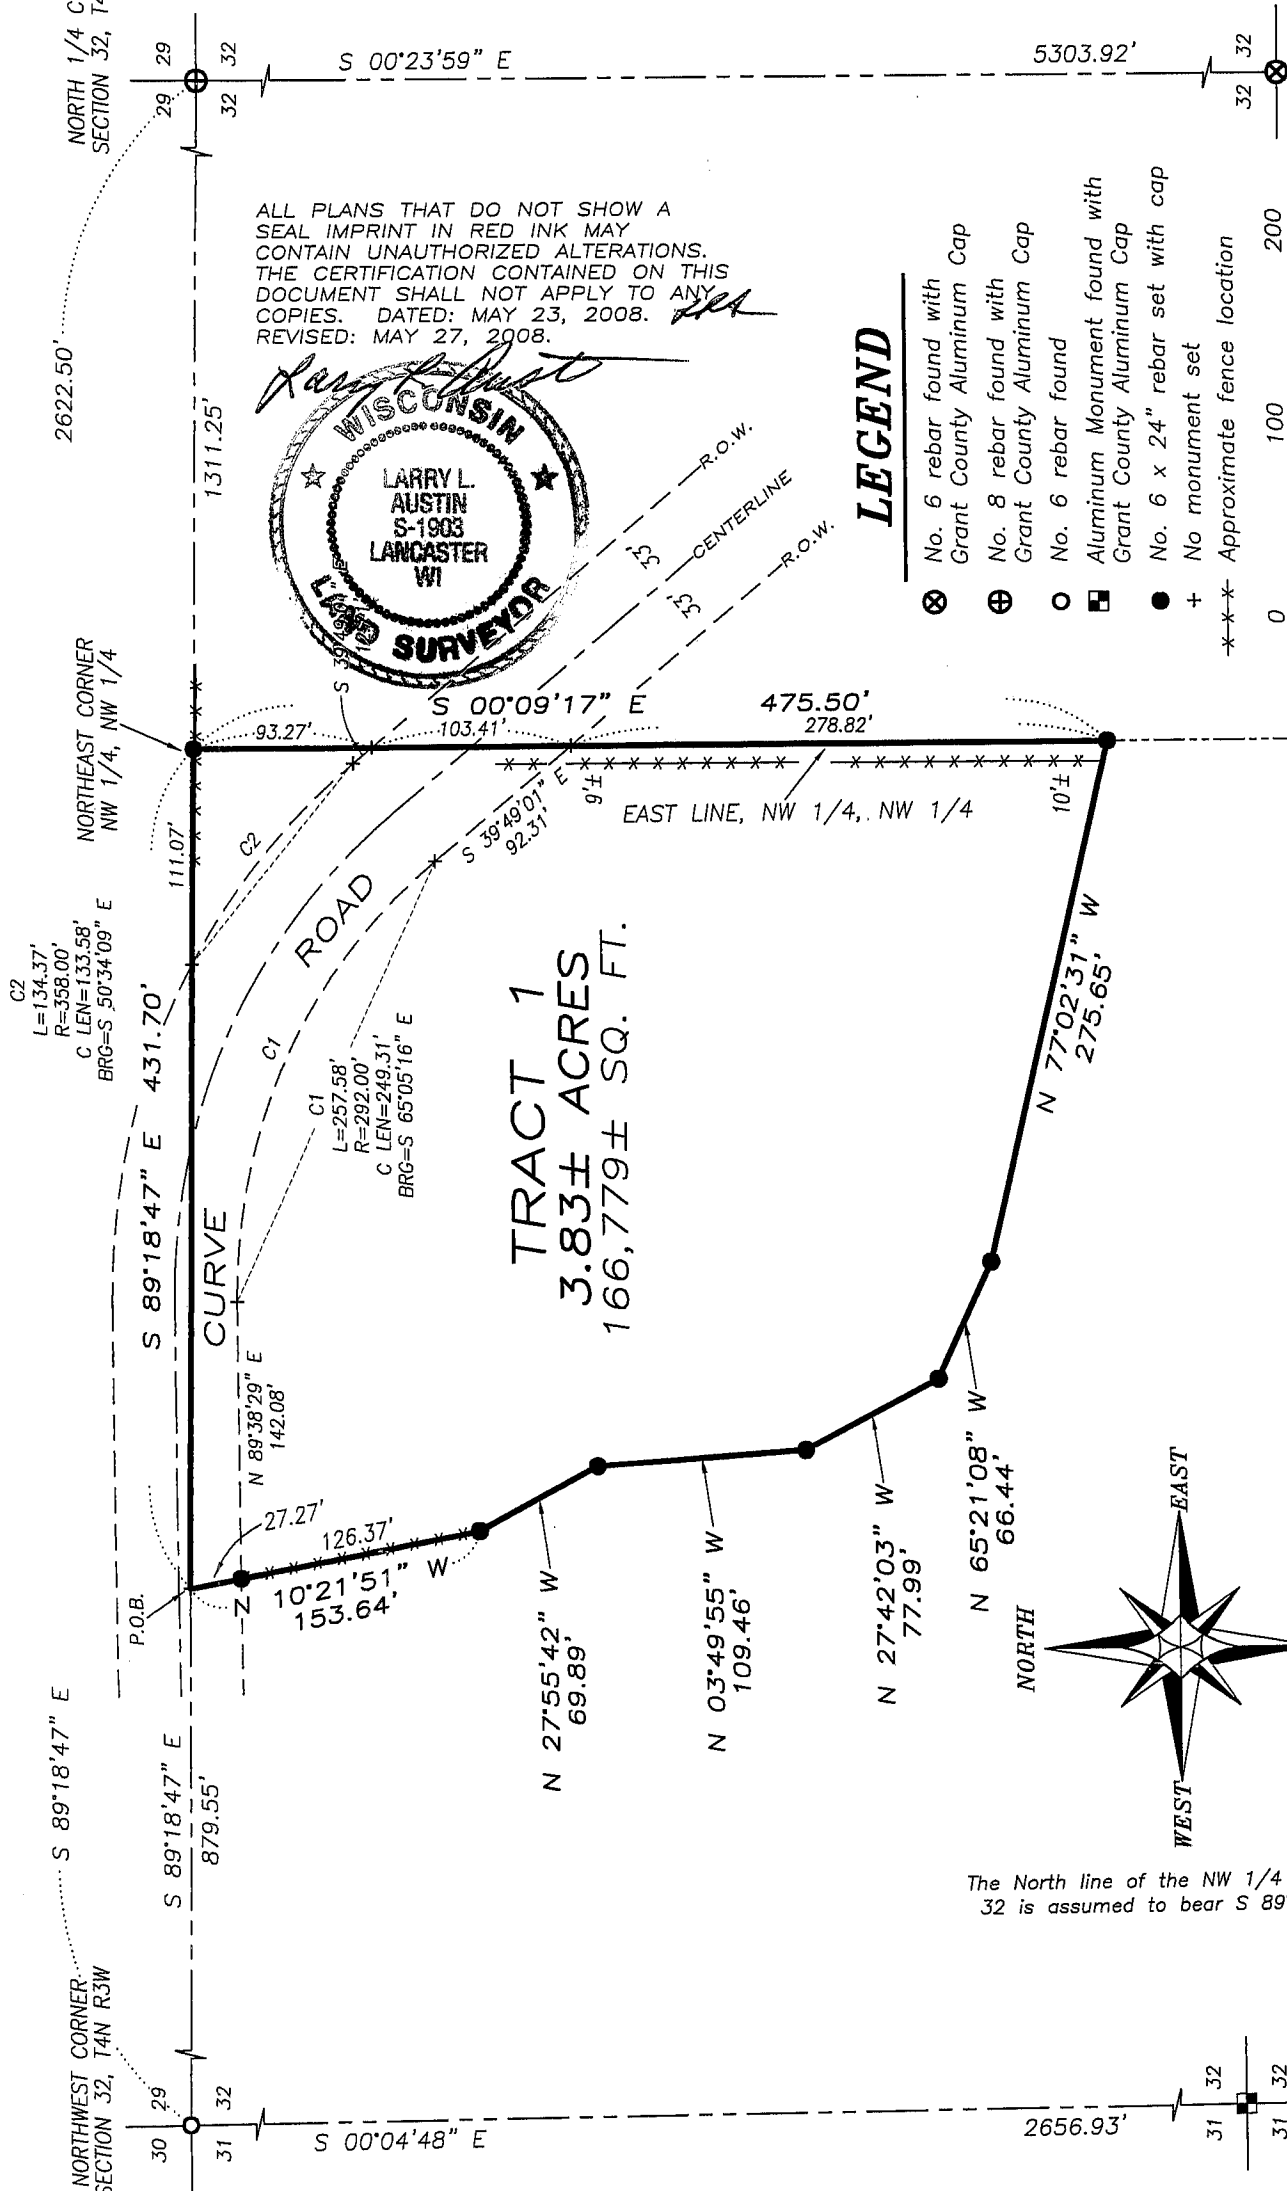 NORTHWEST CORNER
SECTION 32, T4N R3W
30
29
31
32
S 89°18'47" E
2622.50'
NORTH 1/4
SECTION 32,
29
29
32
32
S 89°18'47" E
879.55'
P.O.B.
S 89°18'47" E 431.70'
C2
L=134.37'
R=358.00'
C LEN=133.58'
BRG=S 50°34'09" E
111.07'
NORTHEAST CORNER
NW 1/4, NW 1/4
1311.25'
S 00°23'59" E
5303.92'
32
32
ALL PLANS THAT DO NOT SHOW A
SEAL IMPRINT IN RED INK MAY
CONTAIN UNAUTHORIZED ALTERATIONS.
THE CERTIFICATION CONTAINED ON THIS
DOCUMENT SHALL NOT APPLY TO ANY
COPIES. DATED: MAY 23, 2008.
REVISED: MAY 27, 2008.
Larry L. Austin
WISCONSIN
LARRY L.
AUSTIN
S-1903
LANCASTER
WI
LAND SURVEYOR
R.O.W.
33'
CENTERLINE
33'
R.O.W.
CURVE
ROAD
C2
C1
C1
L=257.58'
R=292.00'
C LEN=249.31'
BRG=S 65°05'16" E
N 89°38'29" E
142.08'
S 39°49'01" E
92.31'
S 00°09'17" E 475.50'
93.27'
103.41'
278.82'
9'±
10'±
EAST LINE, NW 1/4, NW 1/4
TRACT 1
3.83± ACRES
166,779± SQ. FT.
27.27'
126.37'
N 10°21'51" W
153.64'
N 27°55'42" W
69.89'
N 03°49'55" W
109.46'
N 27°42'03" W
77.99'
N 65°21'08" W
66.44'
N 77°02'31" W
275.65'
LEGEND
No. 6 rebar found with
Grant County Aluminum Cap
No. 8 rebar found with
Grant County Aluminum Cap
No. 6 rebar found
Aluminum Monument found with
Grant County Aluminum Cap
No. 6 x 24" rebar set with cap
No monument set
Approximate fence location
0 100 200
NORTH
WEST
EAST
The North line of the NW 1/4
32 is assumed to bear S 89
S 00°04'48" E
2656.93'
31
32
31
32